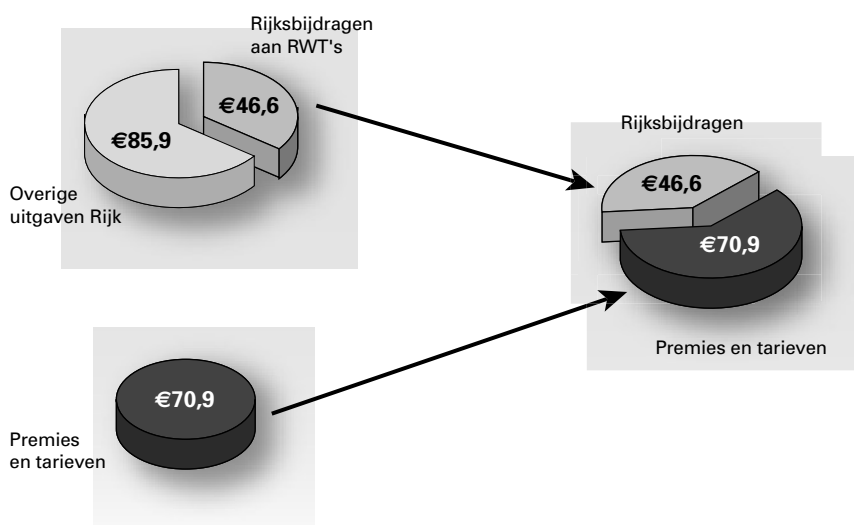 Rijksbijdragen
aan RWT's
€46,6
€85,9
Overige
uitgaven Rijk
Rijksbijdragen
€46,6
€70,9
Premies en tarieven
€70,9
Premies
en tarieven